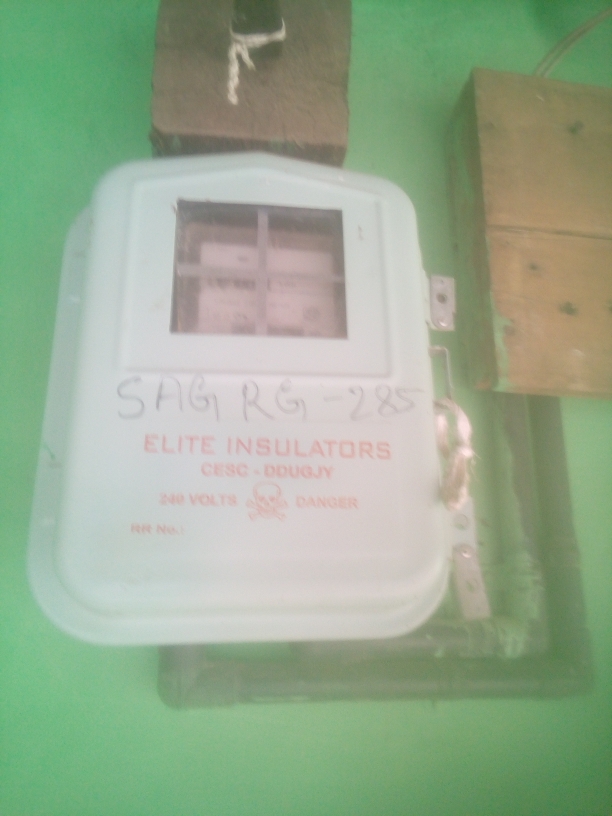 SAG RG-285
ELITE INSULATORS
CESC - DDUGJY
240 VOLTS DANGER
RR No.: